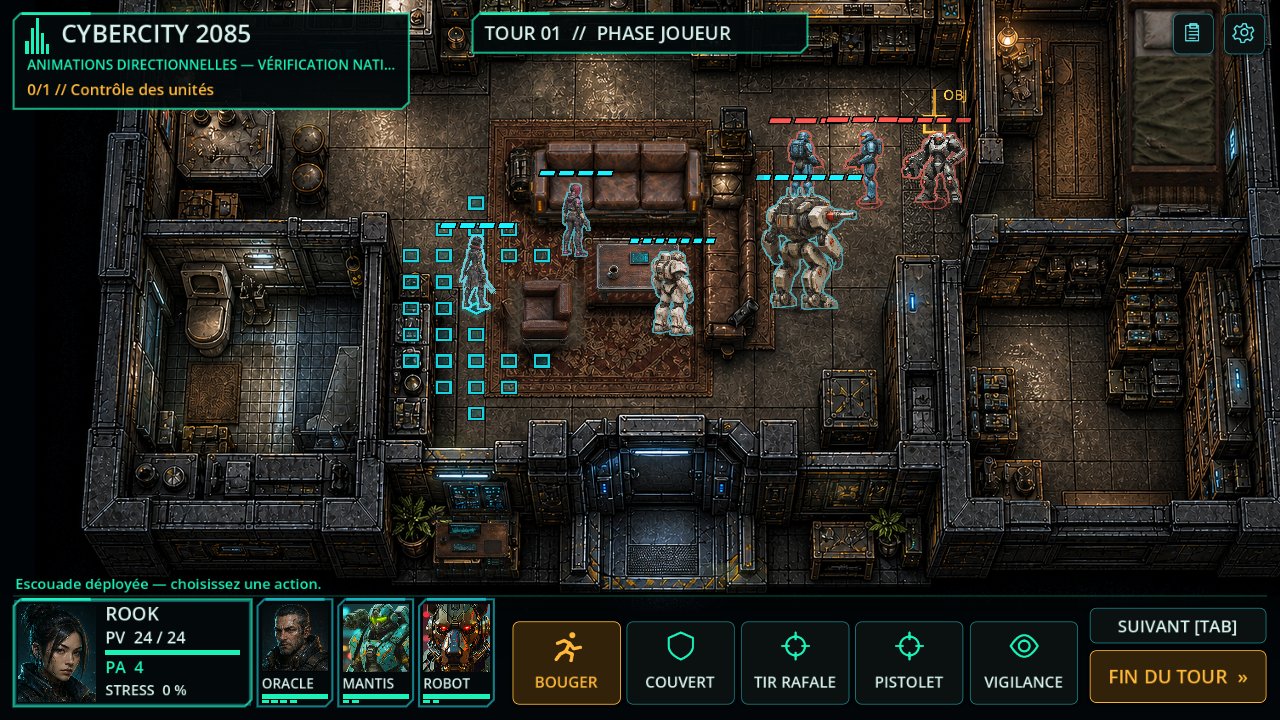 CYBERCITY 2085
ANIMATIONS DIRECTIONNELLES — VÉRIFICATION NATI...
0/1 // Contrôle des unités
TOUR 01 // PHASE JOUEUR
OBJ
Escouade déployée — choisissez une action.
ROOK
PV 24 / 24
PA 4
STRESS 0 %
ORACLE
MANTIS
ROBOT
BOUGER
COUVERT
TIR RAFALE
PISTOLET
VIGILANCE
SUIVANT [TAB]
FIN DU TOUR »